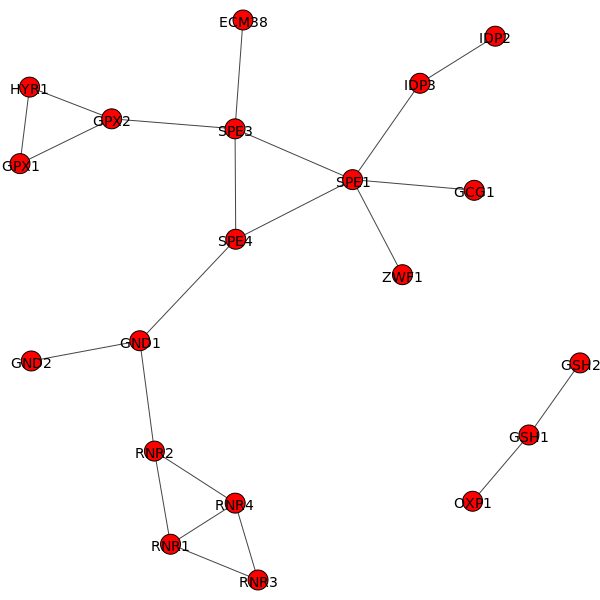 ECM38
IDP2
IDP3
HYR1
GPX2
SPE3
GPX1
SPE1
GCG1
SPE4
ZWF1
GND1
GND2
GSH2
GSH1
RNR2
OXP1
RNR4
RNR1
RNR3